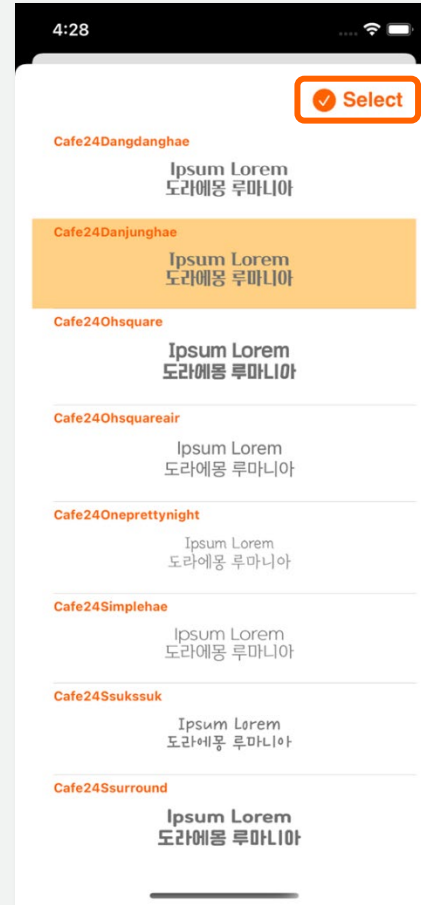 4:28
Select
Cafe24Dangdanghae
Ipsum Lorem
도라에몽 루마니아
Cafe24Danjunghae
Ipsum Lorem
도라에몽 루마니아
Cafe24Ohsquare
Ipsum Lorem
도라에몽 루마니아
Cafe24Ohsquareair
Ipsum Lorem
도라에몽 루마니아
Cafe24Oneprettynight
Ipsum Lorem
도라에몽 루마니아
Cafe24Simplehae
Ipsum Lorem
도라에몽 루마니아
Cafe24Ssukssuk
Ipsum Lorem
도라에몽 루마니아
Cafe24Ssurround
Ipsum Lorem
도라에몽 루마니아